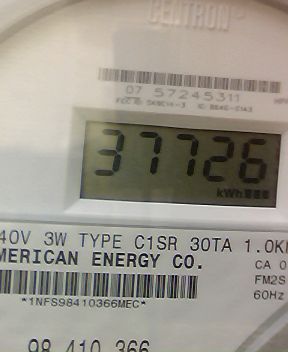 CENTRON
07 57245311
37726
kWh
40V 3W TYPE C1SR 30TA 1.0K
MERICAN ENERGY CO.
CA 0
FM2S
60Hz
*1NFS98410366MEC*
98 410 366